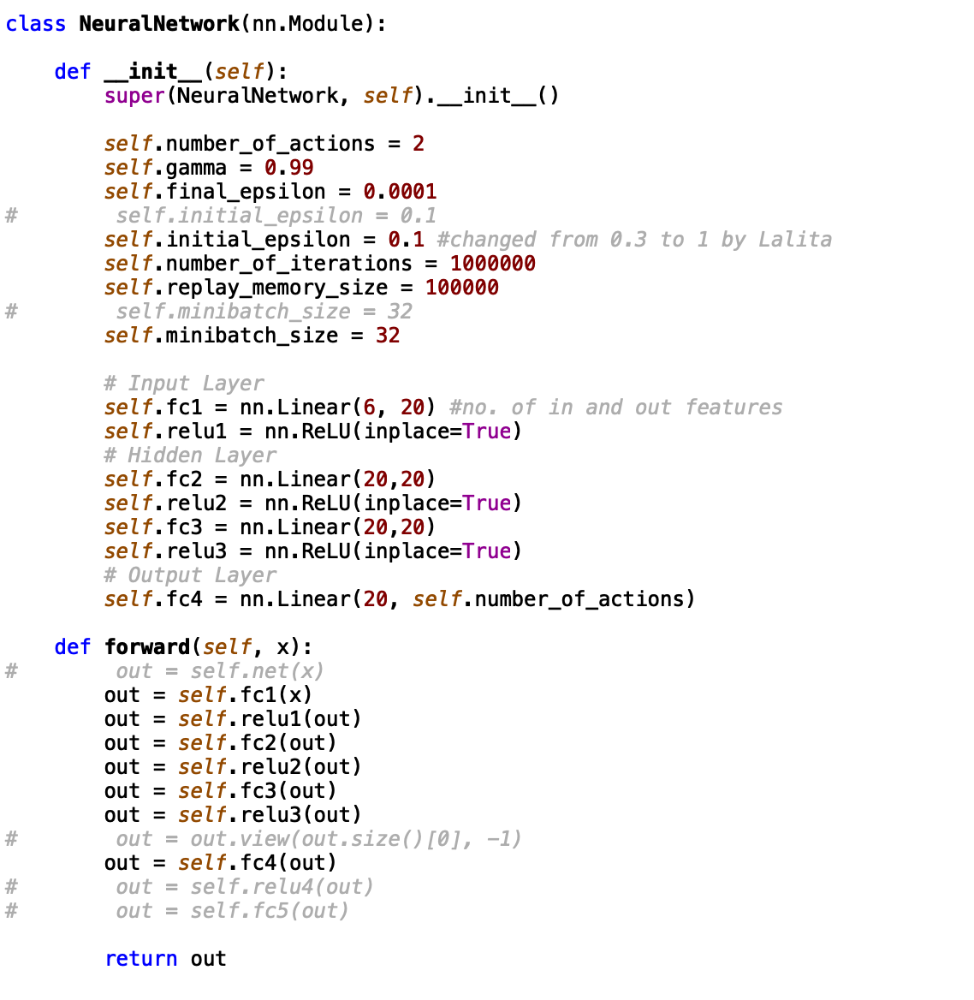 class NeuralNetwork(nn.Module):
    def __init__(self):
        super(NeuralNetwork, self).__init__()
        self.number_of_actions = 2
        self.gamma = 0.99
        self.final_epsilon = 0.0001
#        self.initial_epsilon = 0.1
        self.initial_epsilon = 0.1 #changed from 0.3 to 1 by Lalita
        self.number_of_iterations = 1000000
        self.replay_memory_size = 100000
#        self.minibatch_size = 32
        self.minibatch_size = 32
        # Input Layer
        self.fc1 = nn.Linear(6, 20) #no. of in and out features
        self.relu1 = nn.ReLU(inplace=True)
        # Hidden Layer
        self.fc2 = nn.Linear(20,20)
        self.relu2 = nn.ReLU(inplace=True)
        self.fc3 = nn.Linear(20,20)
        self.relu3 = nn.ReLU(inplace=True)
        # Output Layer
        self.fc4 = nn.Linear(20, self.number_of_actions)
    def forward(self, x):
#        out = self.net(x)
        out = self.fc1(x)
        out = self.relu1(out)
        out = self.fc2(out)
        out = self.relu2(out)
        out = self.fc3(out)
        out = self.relu3(out)
#        out = out.view(out.size()[0], -1)
        out = self.fc4(out)
#        out = self.relu4(out)
#        out = self.fc5(out)
        return out